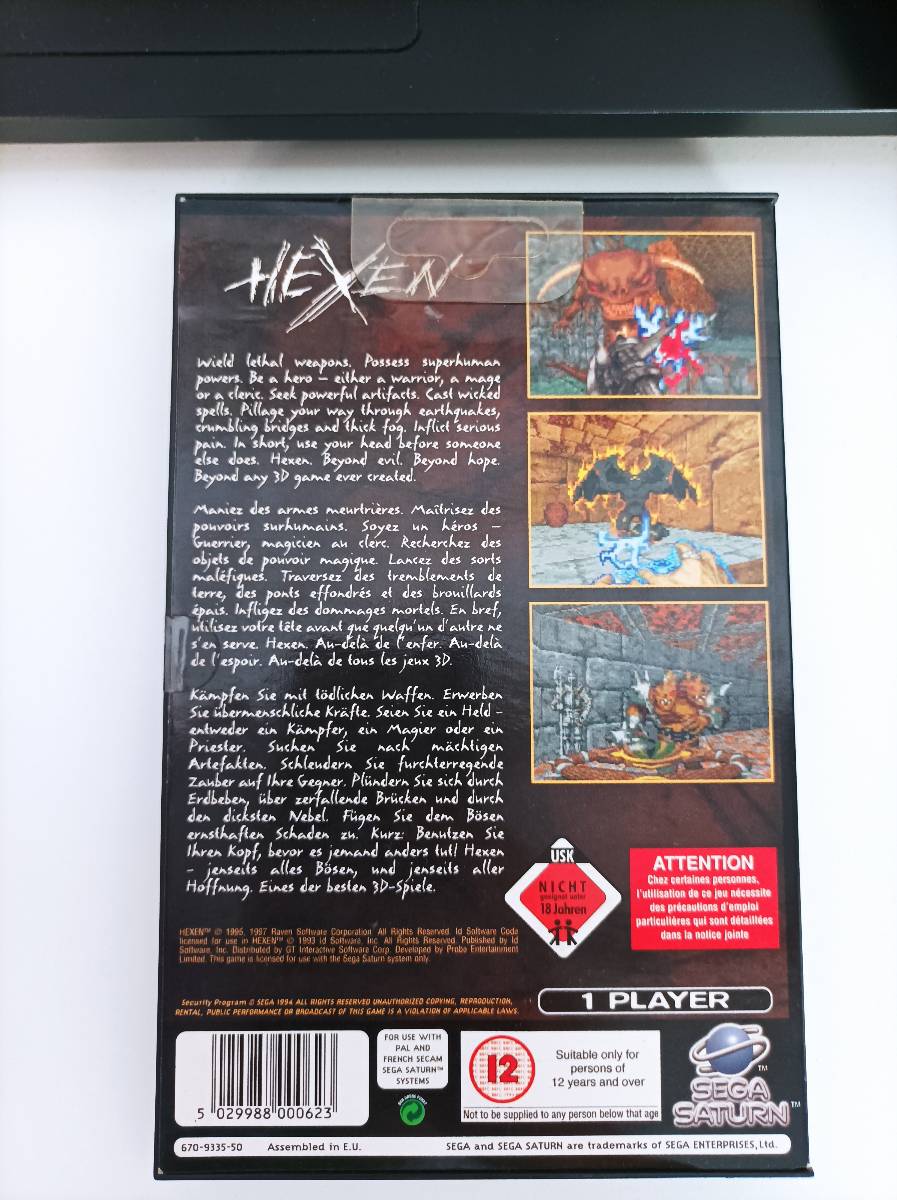 HEXEN
Wield lethal weapons. Possess superhuman
powers. Be a hero – either a warrior, a mage
or a cleric. Seek powerful artifacts. Cast wicked
spells. Pillage your way through earthquakes,
crumbling bridges and thick fog. Inflict serious
pain. In short, use your head before someone
else does. Hexen. Beyond evil. Beyond hope.
Beyond any 3D game ever created.
Maniez des armes meurtrières. Maîtrisez des
pouvoirs surhumains. Soyez un héros –
Guerrier, magicien au clerc. Recherchez des
objets de pouvoir magique. Lancez des sorts
maléfiques. Traversez des tremblements de
terre, des ponts effondrés et des brouillards
épais. Infligez des dommages mortels. En bref,
utilisez votre tête avant que quelqu'un d'autre ne
s'en serve. Hexen. Au-delà de l'enfer. Au-delà
de l'espoir. Au-delà de tous les jeux 3D.
Kämpfen Sie mit tödlichen Waffen. Erwerben
Sie übermenschliche Kräfte. Seien Sie ein Held –
entweder ein Kämpfer, ein Magier oder ein
Priester. Suchen Sie nach mächtigen
Artefakten. Schleudern Sie furchterregende
Zauber auf Ihre Gegner. Plündern Sie sich durch
Erdbeben, über zerfallende Brücken und durch
den dicksten Nebel. Fügen Sie dem Bösen
ernsthaften Schaden zu. Kurz: Benutzen Sie
Ihren Kopf, bevor es jemand anders tut! Hexen
– jenseits alles Bösen, und jenseits aller
Hoffnung. Eines der besten 3D-Spiele.
USK
NICHT
geeignet unter
18 Jahren
ATTENTION
Chez certaines personnes,
l'utilisation de ce jeu nécessite
des précautions d'emploi
particulières qui sont détaillées
dans la notice jointe
HEXEN™ © 1995, 1997 Raven Software Corporation. All Rights Reserved. Id Software Code
licensed for use in HEXEN™ © 1993 Id Software, Inc. All Rights Reserved. Published by Id
Software Inc. Distributed by GT Interactive Software Corp. Developed by Probe Entertainment
Limited. This game is licensed for use with the Sega Saturn system only.
1 PLAYER
Security Program © SEGA 1994 ALL RIGHTS RESERVED UNAUTHORIZED COPYING, REPRODUCTION,
RENTAL, PUBLIC PERFORMANCE OR BROADCAST OF THIS GAME IS A VIOLATION OF APPLICABLE LAWS.
5 029988 000623
FOR USE WITH
PAL AND
FRENCH SECAM
SEGA SATURN™
SYSTEMS
12
Suitable only for
persons of
12 years and over
Not to be supplied to any person below that age
SEGA
SATURN™
670-9335-50 Assembled in E.U. SEGA and SEGA SATURN are trademarks of SEGA ENTERPRISES, Ltd.